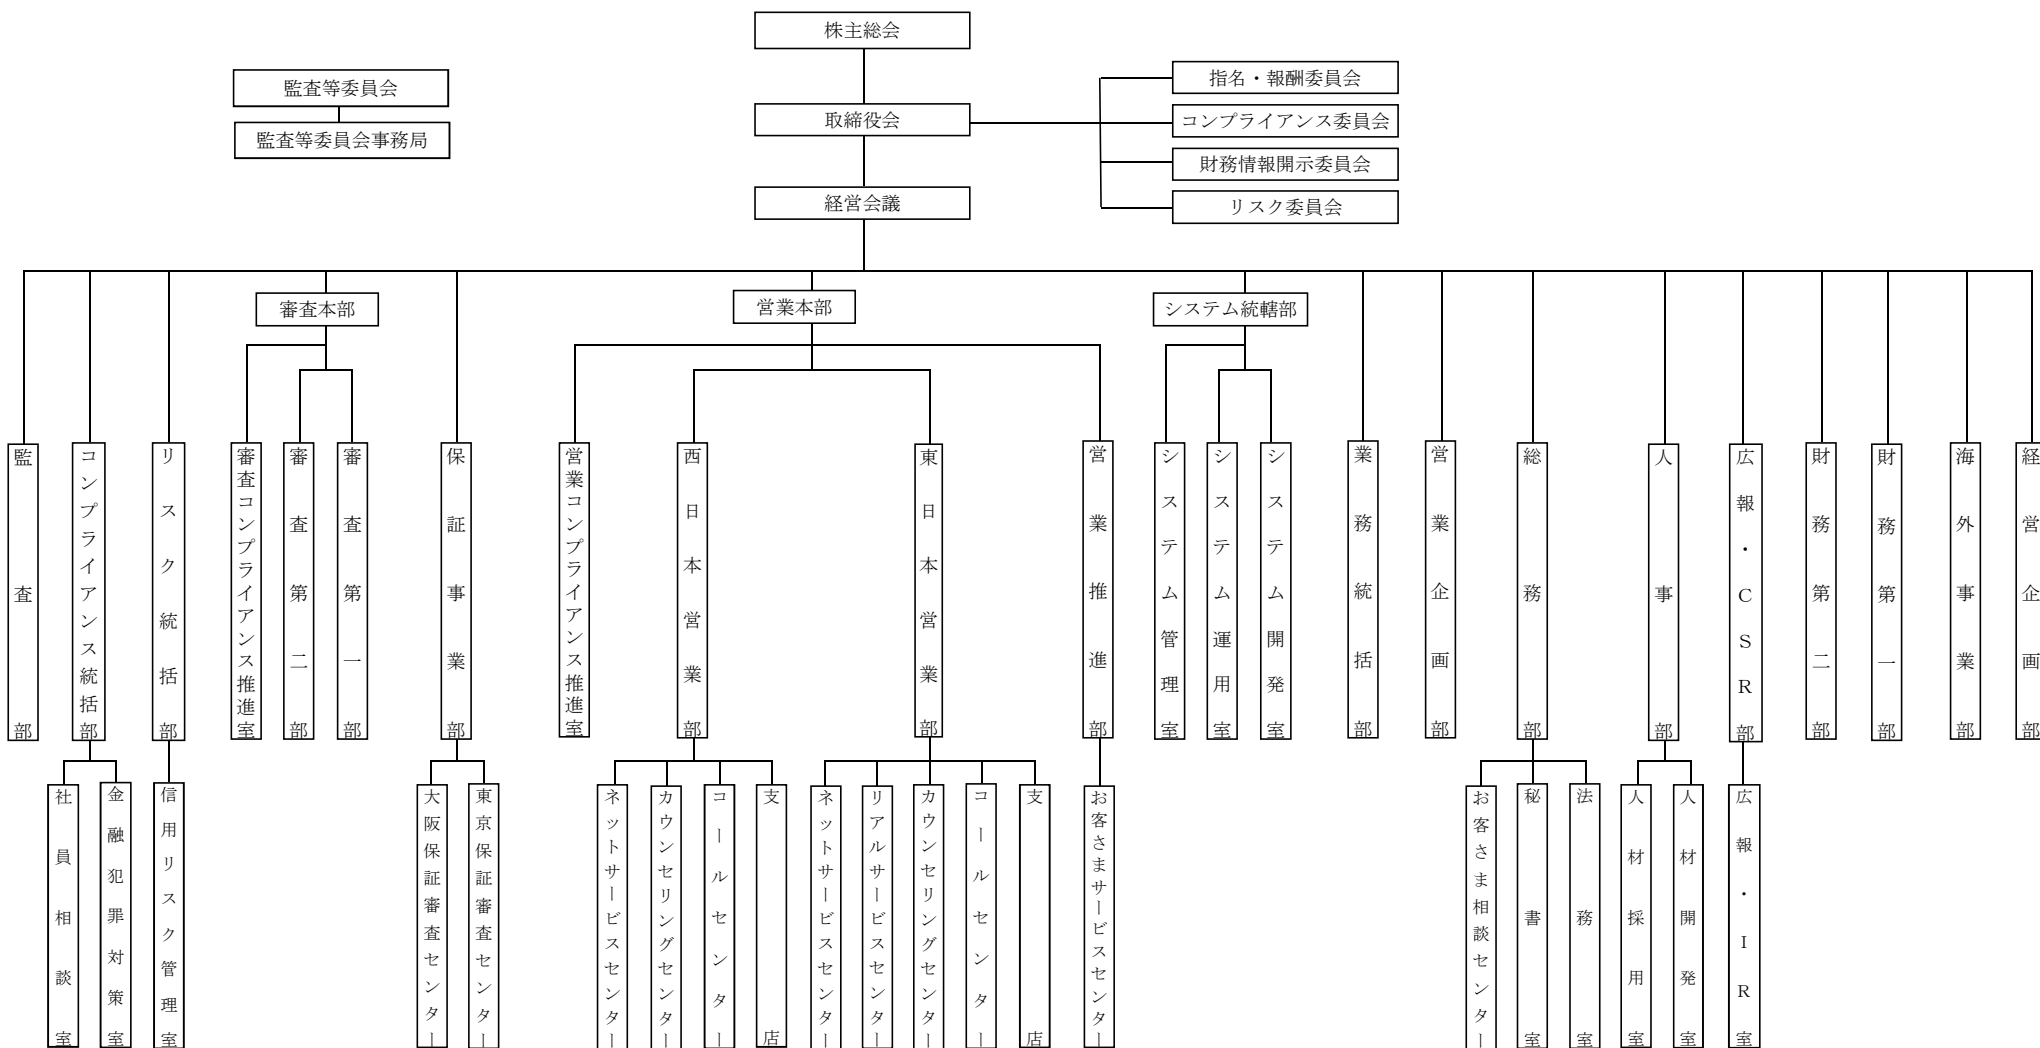 株主総会
監査等委員会
監査等委員会事務局
取締役会
指名・報酬委員会
コンプライアンス委員会
財務情報開示委員会
リスク委員会
経営会議
審査本部
営業本部
システム統轄部
監査部
コンプライアンス統括部
リスク統括部
審査コンプライアンス推進室
審査第二部
審査第一部
保証事業部
営業コンプライアンス推進室
西日本営業部
東日本営業部
営業推進部
システム管理室
システム運用室
システム開発室
業務統括部
営業企画部
総務部
人事部
広報・CSR部
財務第二部
財務第一部
海外事業部
経営企画部
社員相談室
金融犯罪対策室
信用リスク管理室
大阪保証審査センター
東京保証審査センター
ネットサービスセンター
カウンセリングセンター
コールセンター
支店
ネットサービスセンター
リアルサービスセンター
カウンセリングセンター
コールセンター
支店
お客さまサービスセンター
お客さま相談センター
秘書室
法務室
人材採用室
人材開発室
広報・IR室